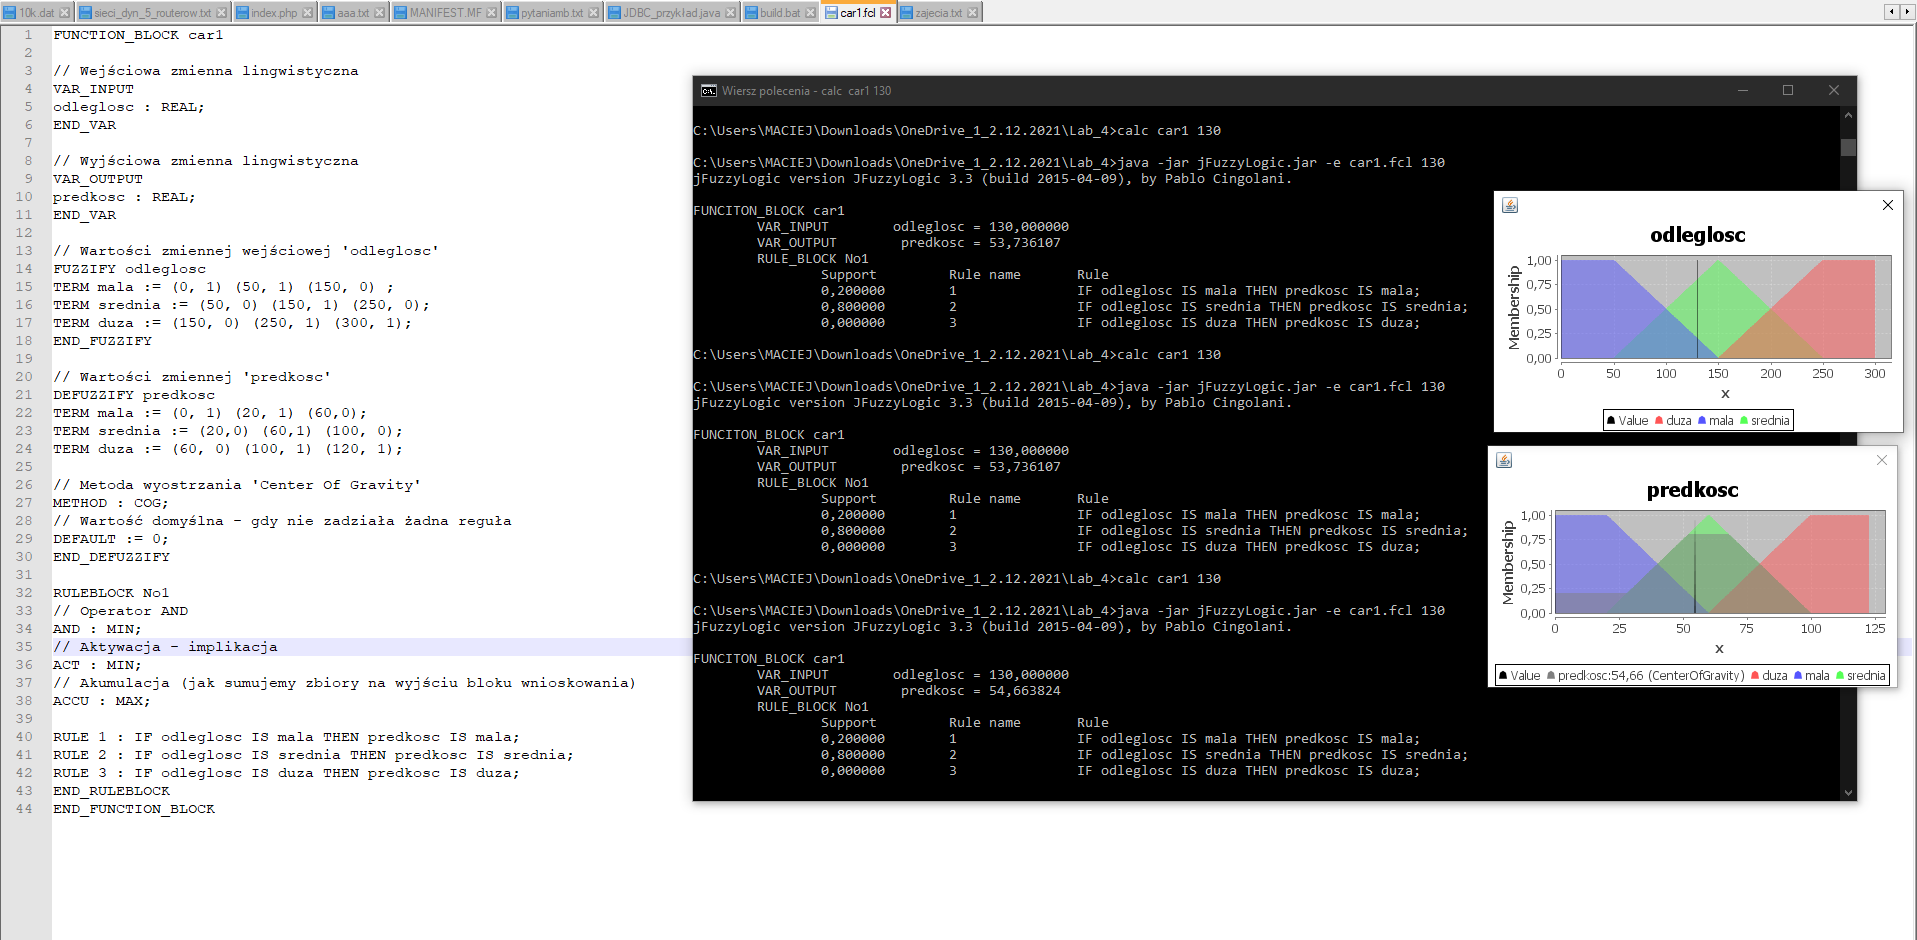 10k.dat sieci_dyn_5_routerow.txt index.php aaa.txt MANIFEST.MF pytaniamb.txt JDBC_przykład.java build.bat car1.fcl zajecia.txt
1 FUNCTION_BLOCK car1
2
3 // Wejściowa zmienna lingwistyczna
4 VAR_INPUT
5 odleglosc : REAL;
6 END_VAR
7
8 // Wyjściowa zmienna lingwistyczna
9 VAR_OUTPUT
10 predkosc : REAL;
11 END_VAR
12
13 // Wartości zmiennej wejściowej 'odleglosc'
14 FUZZIFY odleglosc
15 TERM mala := (0, 1) (50, 1) (150, 0) ;
16 TERM srednia := (50, 0) (150, 1) (250, 0);
17 TERM duza := (150, 0) (250, 1) (300, 1);
18 END_FUZZIFY
19
20 // Wartości zmiennej 'predkosc'
21 DEFUZZIFY predkosc
22 TERM mala := (0, 1) (20, 1) (60,0);
23 TERM srednia := (20,0) (60,1) (100, 0);
24 TERM duza := (60, 0) (100, 1) (120, 1);
25
26 // Metoda wyostrzania 'Center Of Gravity'
27 METHOD : COG;
28 // Wartość domyślna - gdy nie zadziała żadna reguła
29 DEFAULT := 0;
30 END_DEFUZZIFY
31
32 RULEBLOCK No1
33 // Operator AND
34 AND : MIN;
35 // Aktywacja - implikacja
36 ACT : MIN;
37 // Akumulacja (jak sumujemy zbiory na wyjściu bloku wnioskowania)
38 ACCU : MAX;
39
40 RULE 1 : IF odleglosc IS mala THEN predkosc IS mala;
41 RULE 2 : IF odleglosc IS srednia THEN predkosc IS srednia;
42 RULE 3 : IF odleglosc IS duza THEN predkosc IS duza;
43 END_RULEBLOCK
44 END_FUNCTION_BLOCK
Wiersz polecenia - calc car1 130
C:\Users\MACIEJ\Downloads\OneDrive_1_2.12.2021\Lab_4>calc car1 130
C:\Users\MACIEJ\Downloads\OneDrive_1_2.12.2021\Lab_4>java -jar jFuzzyLogic.jar -e car1.fcl 130
jFuzzyLogic version JFuzzyLogic 3.3 (build 2015-04-09), by Pablo Cingolani.
FUNCITON_BLOCK car1
VAR_INPUT odleglosc = 130,000000
VAR_OUTPUT predkosc = 53,736107
RULE_BLOCK No1
Support Rule name Rule
0,200000 1 IF odleglosc IS mala THEN predkosc IS mala;
0,800000 2 IF odleglosc IS srednia THEN predkosc IS srednia;
0,000000 3 IF odleglosc IS duza THEN predkosc IS duza;
C:\Users\MACIEJ\Downloads\OneDrive_1_2.12.2021\Lab_4>calc car1 130
C:\Users\MACIEJ\Downloads\OneDrive_1_2.12.2021\Lab_4>java -jar jFuzzyLogic.jar -e car1.fcl 130
jFuzzyLogic version JFuzzyLogic 3.3 (build 2015-04-09), by Pablo Cingolani.
FUNCITON_BLOCK car1
VAR_INPUT odleglosc = 130,000000
VAR_OUTPUT predkosc = 53,736107
RULE_BLOCK No1
Support Rule name Rule
0,200000 1 IF odleglosc IS mala THEN predkosc IS mala;
0,800000 2 IF odleglosc IS srednia THEN predkosc IS srednia;
0,000000 3 IF odleglosc IS duza THEN predkosc IS duza;
C:\Users\MACIEJ\Downloads\OneDrive_1_2.12.2021\Lab_4>calc car1 130
C:\Users\MACIEJ\Downloads\OneDrive_1_2.12.2021\Lab_4>java -jar jFuzzyLogic.jar -e car1.fcl 130
jFuzzyLogic version JFuzzyLogic 3.3 (build 2015-04-09), by Pablo Cingolani.
FUNCITON_BLOCK car1
VAR_INPUT odleglosc = 130,000000
VAR_OUTPUT predkosc = 54,663824
RULE_BLOCK No1
Support Rule name Rule
0,200000 1 IF odleglosc IS mala THEN predkosc IS mala;
0,800000 2 IF odleglosc IS srednia THEN predkosc IS srednia;
0,000000 3 IF odleglosc IS duza THEN predkosc IS duza;
odleglosc
Membership
1,00
0,75
0,50
0,25
0,00
0 50 100 150 200 250 300
x
Value duza mala srednia
predkosc
Membership
1,00
0,75
0,50
0,25
0,00
0 25 50 75 100 125
x
Value predkosc:54,66 (CenterOfGravity) duza mala srednia